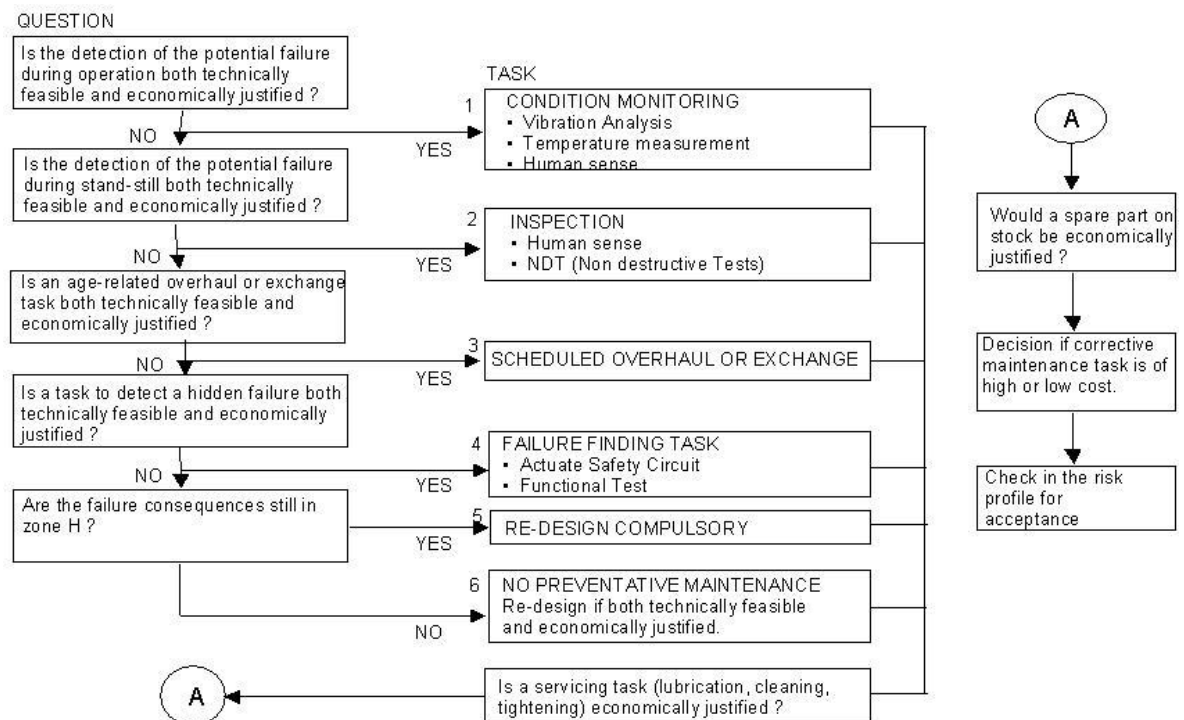 QUESTION
Is the detection of the potential failure
during operation both technically
feasible and economically justified ?
NO
YES
Is the detection of the potential failure
during stand-still both technically
feasible and economically justified ?
NO
YES
Is an age-related overhaul or exchange
task both technically feasible and
economically justified ?
NO
YES
Is a task to detect a hidden failure both
technically feasible and economically
justified ?
NO
YES
Are the failure consequences still in
zone H ?
YES
NO
TASK
1
CONDITION MONITORING
▪ Vibration Analysis
▪ Temperature measurement
▪ Human sense
2
INSPECTION
▪ Human sense
▪ NDT (Non destructive Tests)
3
SCHEDULED OVERHAUL OR EXCHANGE
4
FAILURE FINDING TASK
▪ Actuate Safety Circuit
▪ Functional Test
5
RE-DESIGN COMPULSORY
6
NO PREVENTATIVE MAINTENANCE
Re-design if both technically feasible
and economically justified.
Is a servicing task (lubrication, cleaning,
tightening) economically justified ?
A
A
Would a spare part on
stock be economically
justified ?
Decision if corrective
maintenance task is of
high or low cost.
Check in the risk
profile for
acceptance